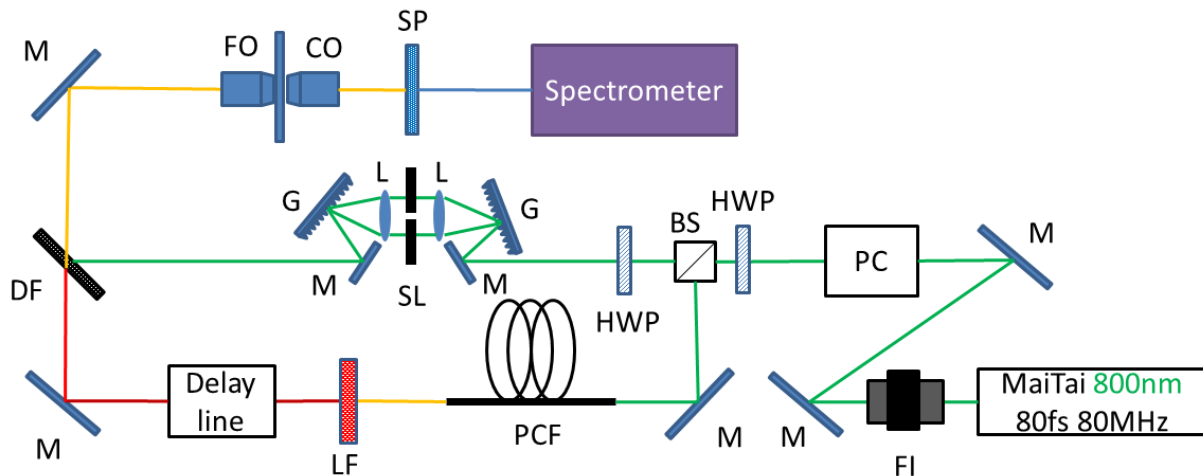 SP
M
FO
CO
Spectrometer
L
L
HWP
G
G
BS
M
PC
M
M
DF
SL
HWP
Delay
line
MaiTai 800nm
80fs 80MHz
PCF
M
M
M
LF
FI